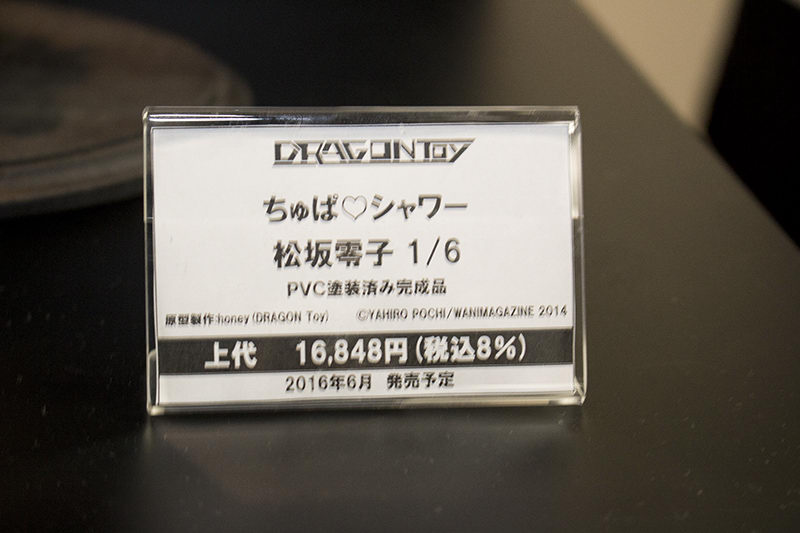 DRAGONToy
ちゅぱ♡シャワー
松坂零子 1/6
PVC塗装済み完成品
原型製作:honey(DRAGON Toy) ©YAHIRO POCHI/WANIMAGAZINE 2014
上代 16,848円(税込8%)
2016年6月 発売予定